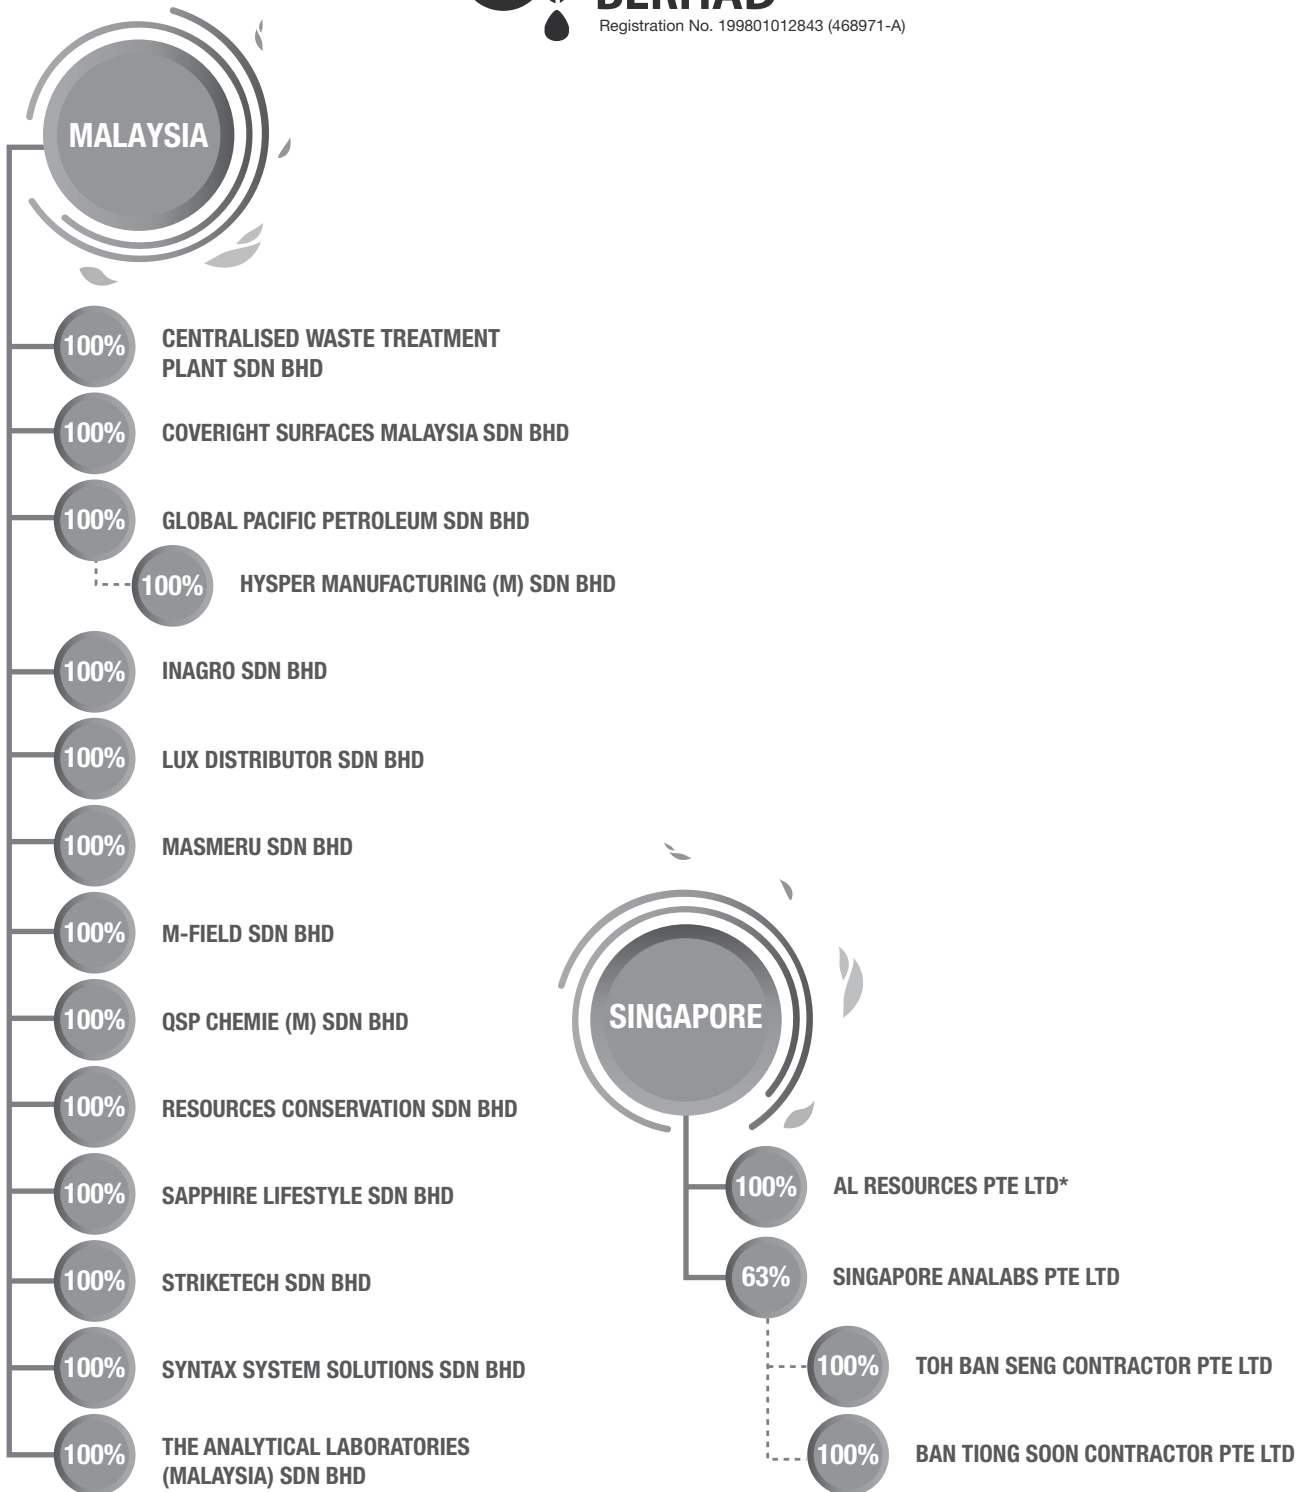 BERHAD
Registration No. 199801012843 (468971-A)
MALAYSIA
100%
CENTRALISED WASTE TREATMENT
PLANT SDN BHD
100%
COVERIGHT SURFACES MALAYSIA SDN BHD
100%
GLOBAL PACIFIC PETROLEUM SDN BHD
100%
HYSPER MANUFACTURING (M) SDN BHD
100%
INAGRO SDN BHD
100%
LUX DISTRIBUTOR SDN BHD
100%
MASMERU SDN BHD
100%
M-FIELD SDN BHD
100%
QSP CHEMIE (M) SDN BHD
100%
RESOURCES CONSERVATION SDN BHD
100%
SAPPHIRE LIFESTYLE SDN BHD
100%
STRIKETECH SDN BHD
100%
SYNTAX SYSTEM SOLUTIONS SDN BHD
100%
THE ANALYTICAL LABORATORIES
(MALAYSIA) SDN BHD
SINGAPORE
100%
AL RESOURCES PTE LTD*
63%
SINGAPORE ANALABS PTE LTD
100%
TOH BAN SENG CONTRACTOR PTE LTD
100%
BAN TIONG SOON CONTRACTOR PTE LTD